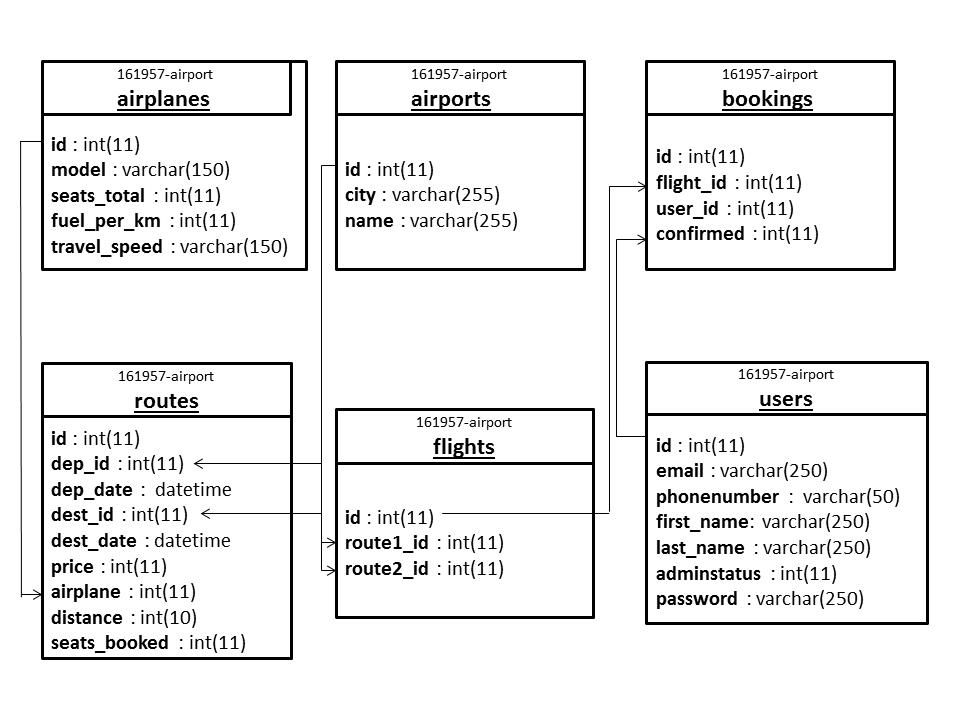 161957-airport
airplanes
id : int(11)
model : varchar(150)
seats_total : int(11)
fuel_per_km : int(11)
travel_speed : varchar(150)
161957-airport
airports
id : int(11)
city : varchar(255)
name : varchar(255)
161957-airport
bookings
id : int(11)
flight_id : int(11)
user_id : int(11)
confirmed : int(11)
161957-airport
routes
id : int(11)
dep_id : int(11)
dep_date : datetime
dest_id : int(11)
dest_date : datetime
price : int(11)
airplane : int(11)
distance : int(10)
seats_booked : int(11)
161957-airport
flights
id : int(11)
route1_id : int(11)
route2_id : int(11)
161957-airport
users
id : int(11)
email : varchar(250)
phonenumber : varchar(50)
first_name: varchar(250)
last_name : varchar(250)
adminstatus : int(11)
password : varchar(250)